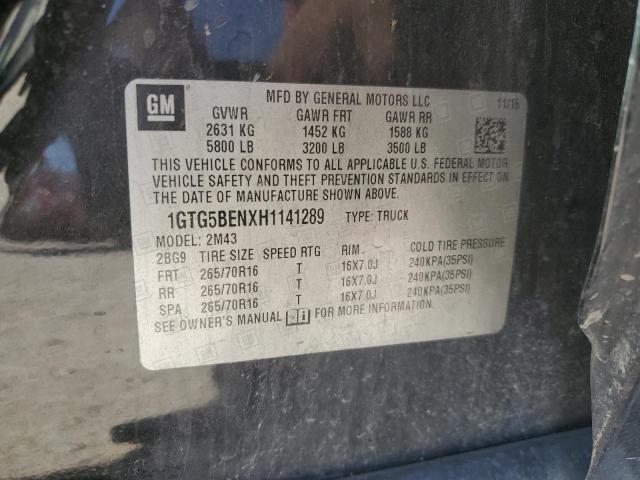 GM
MFD BY GENERAL MOTORS LLC 11/16
GVWR GAWR FRT GAWR RR
2631 KG 1452 KG 1588 KG
5800 LB 3200 LB 3500 LB
THIS VEHICLE CONFORMS TO ALL APPLICABLE U.S. FEDERAL MOTOR
VEHICLE SAFETY AND THEFT PREVENTION STANDARDS IN EFFECT ON
THE DATE OF MANUFACTURE SHOWN ABOVE.
1GTG5BENXH1141289 TYPE: TRUCK
MODEL: 2M43
2BG9 TIRE SIZE SPEED RTG RIM COLD TIRE PRESSURE
FRT 265/70R16 T 16X7.0J 240KPA(35PSI)
RR 265/70R16 T 16X7.0J 240KPA(35PSI)
SPA 265/70R16 T 16X7.0J 240KPA(35PSI)
SEE OWNER'S MANUAL FOR MORE INFORMATION.